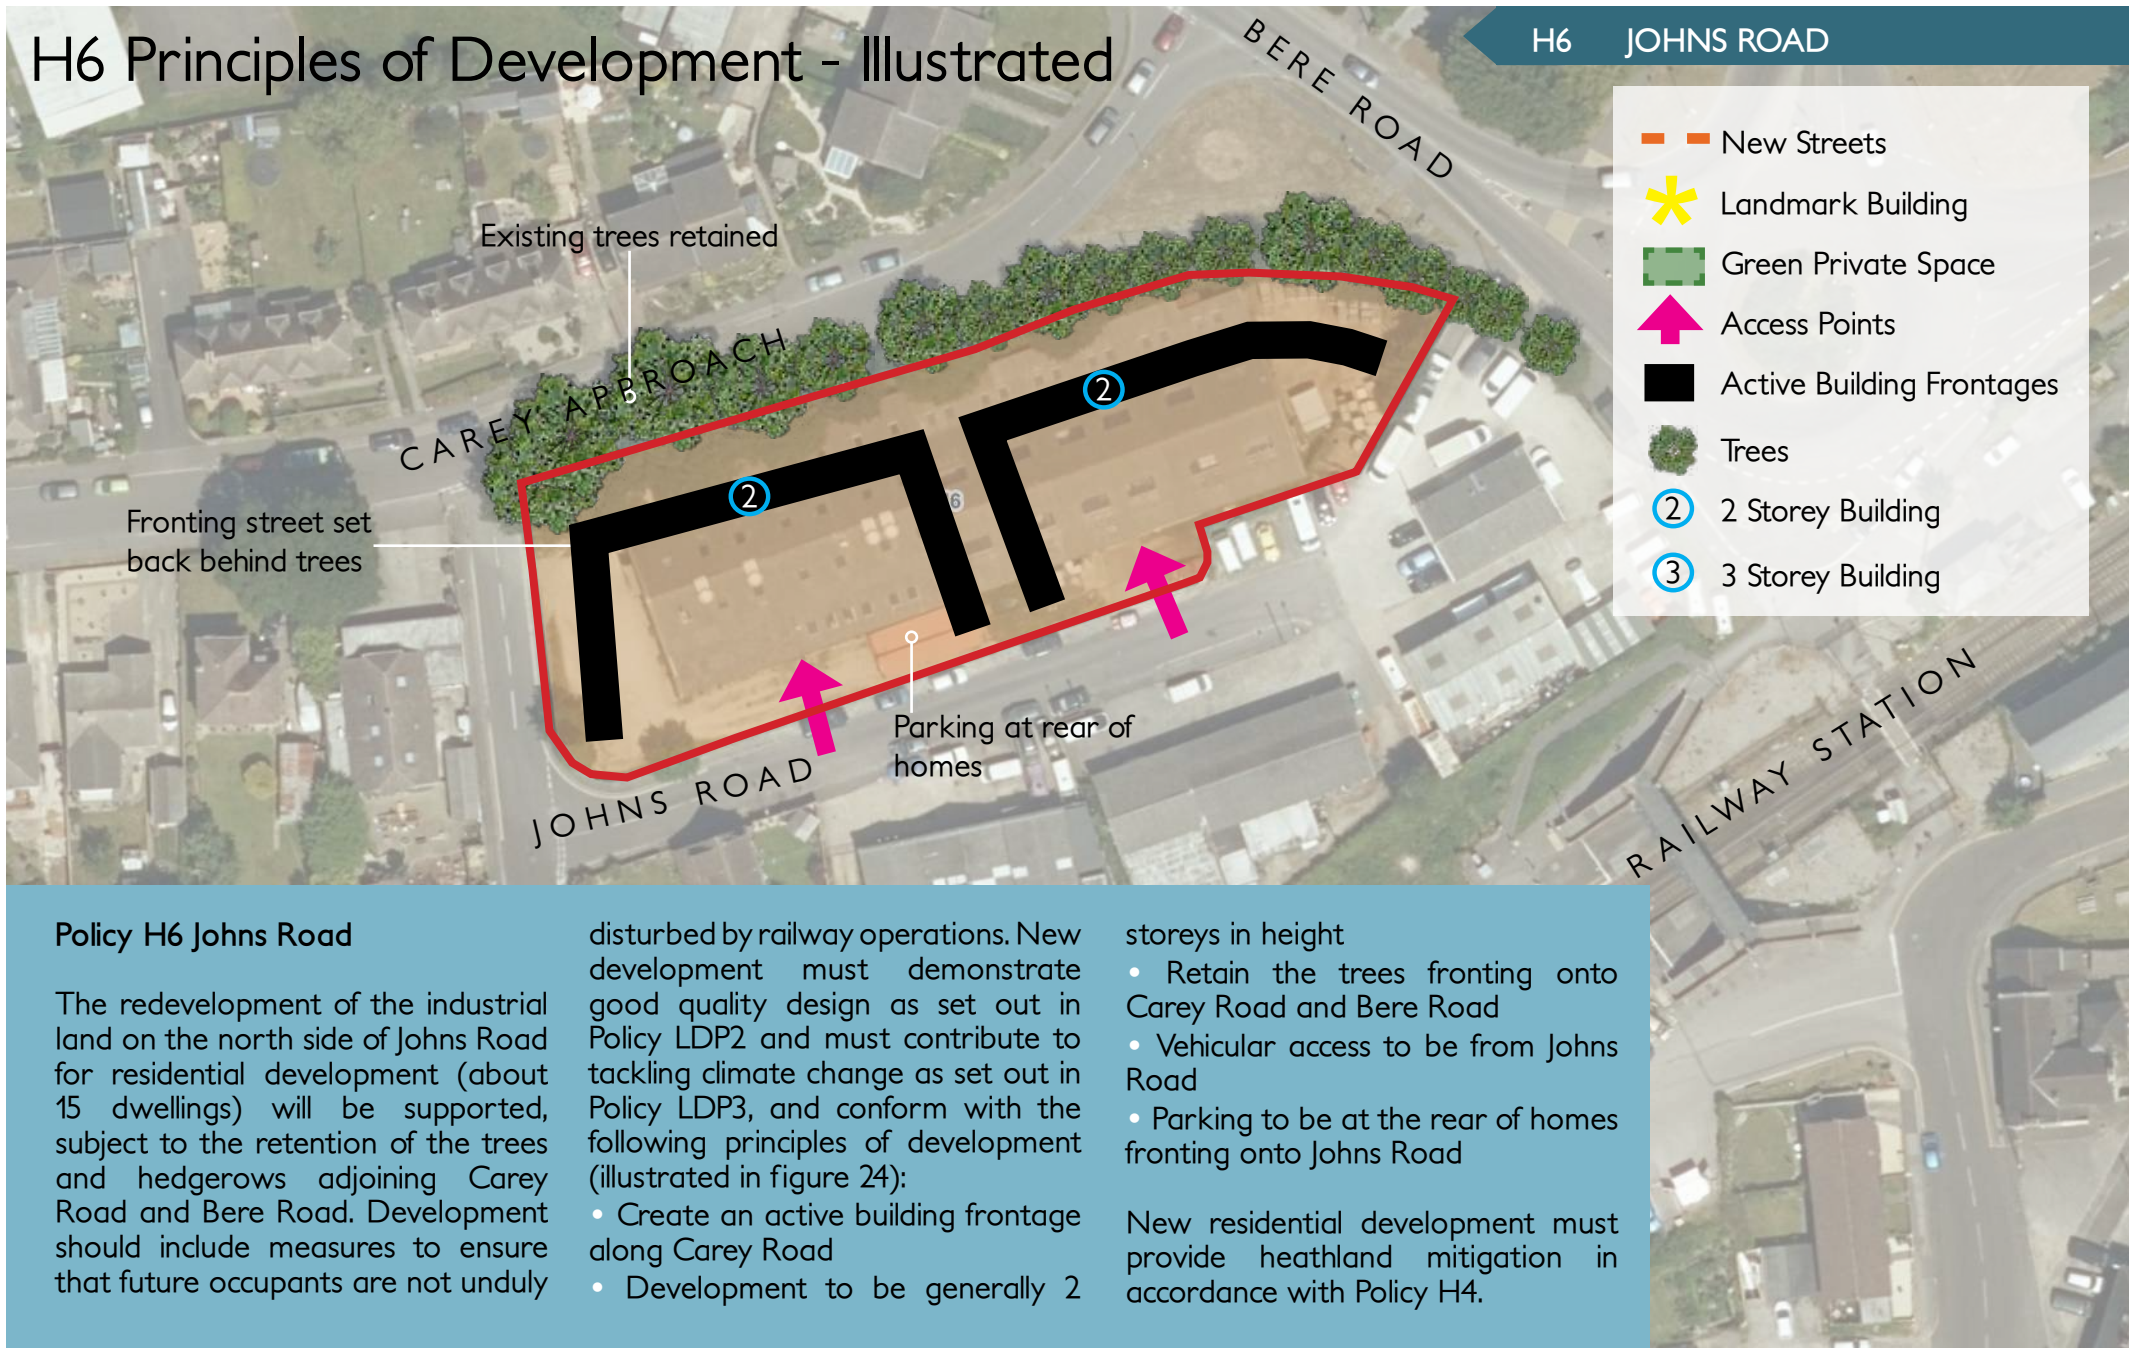 H6 Principles of Development - Illustrated
H6 JOHNS ROAD
BERE ROAD
New Streets
Landmark Building
Green Private Space
Access Points
Active Building Frontages
Trees
2 2 Storey Building
3 3 Storey Building
Existing trees retained
CAREY APPROACH
2
2
6
Fronting street set
back behind trees
Parking at rear of
homes
JOHNS ROAD
RAILWAY STATION
Policy H6 Johns Road
The redevelopment of the industrial
land on the north side of Johns Road
for residential development (about
15 dwellings) will be supported,
subject to the retention of the trees
and hedgerows adjoining Carey
Road and Bere Road. Development
should include measures to ensure
that future occupants are not unduly
disturbed by railway operations. New
development must demonstrate
good quality design as set out in
Policy LDP2 and must contribute to
tackling climate change as set out in
Policy LDP3, and conform with the
following principles of development
(illustrated in figure 24):
• Create an active building frontage
along Carey Road
• Development to be generally 2
storeys in height
• Retain the trees fronting onto
Carey Road and Bere Road
• Vehicular access to be from Johns
Road
• Parking to be at the rear of homes
fronting onto Johns Road
New residential development must
provide heathland mitigation in
accordance with Policy H4.